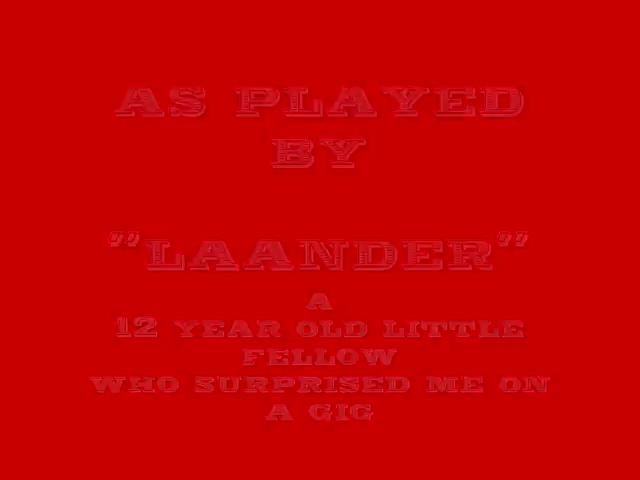 AS PLAYED
BY
"LAANDER"
A
12 YEAR OLD LITTLE
FELLOW
WHO SURPRISED ME ON
A GIG